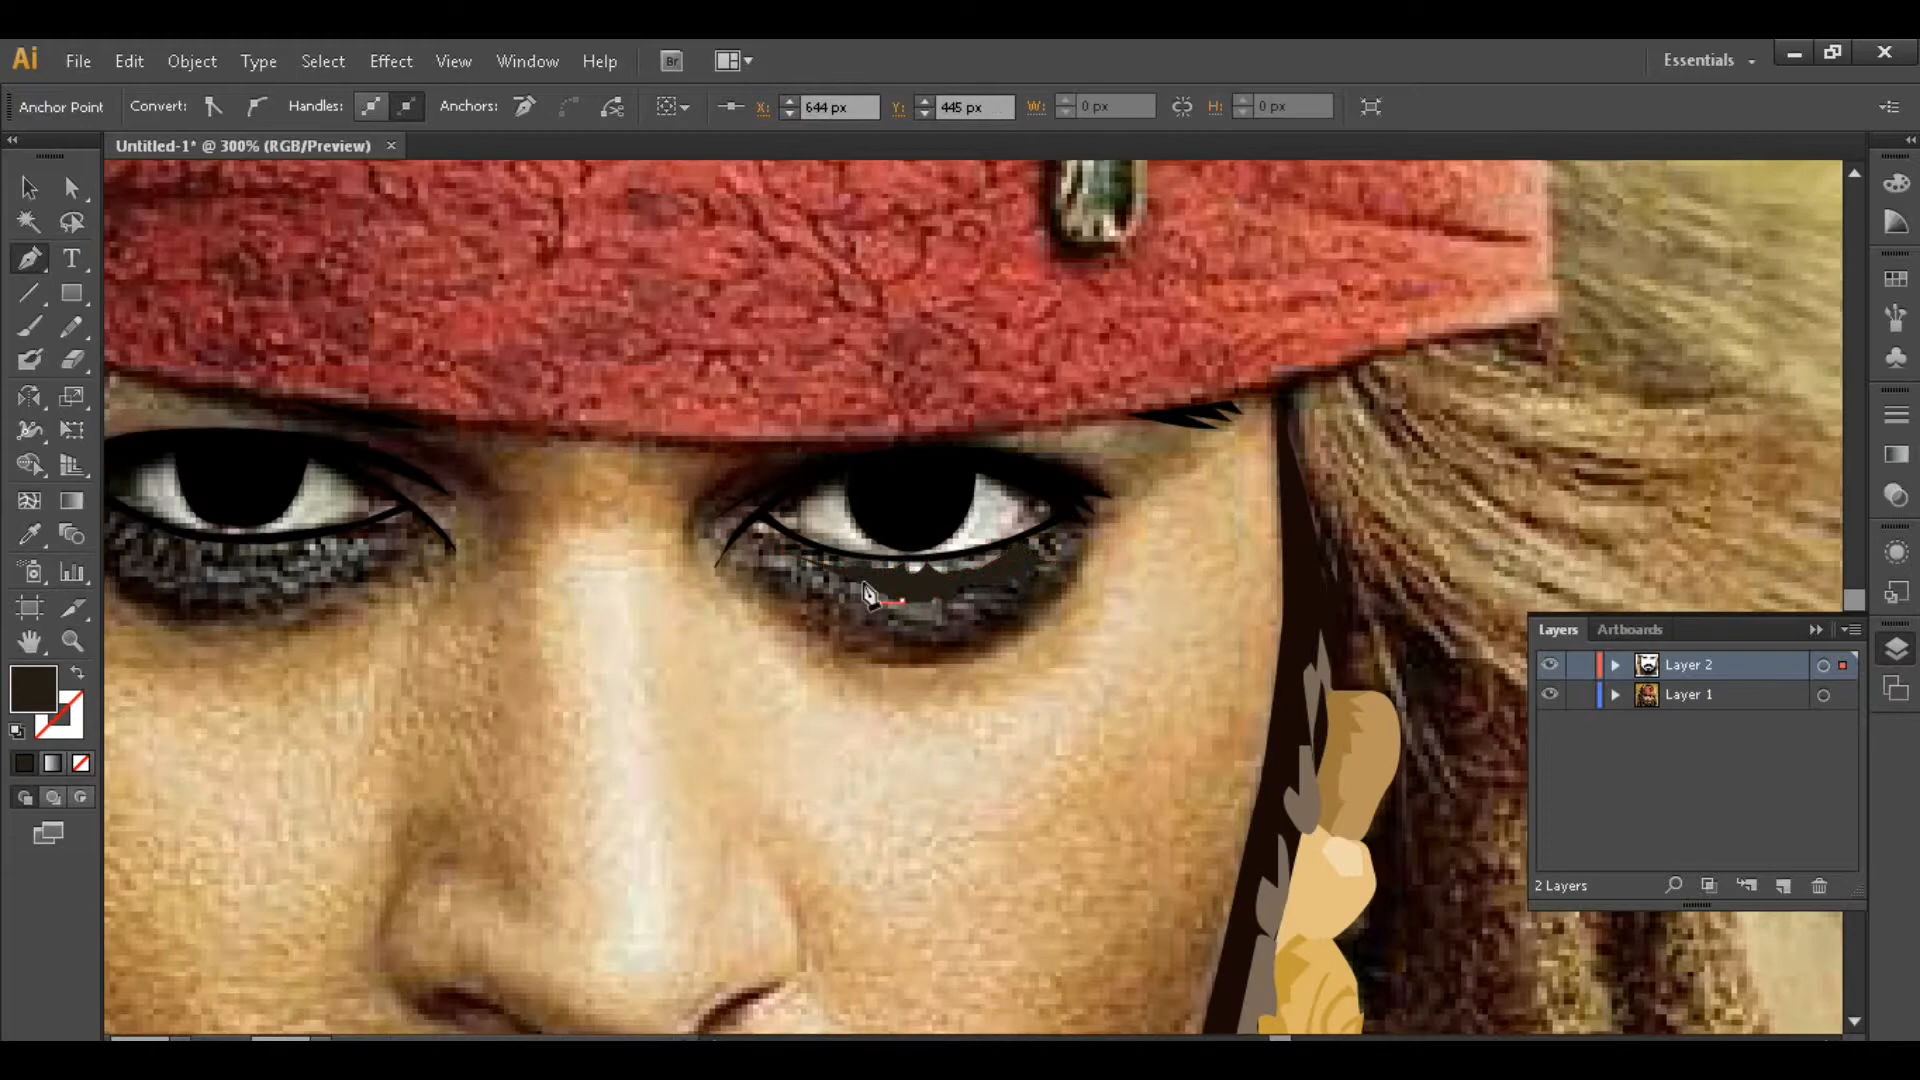 Ai File Edit Object Type Select Effect View Window Help Br Essentials
Anchor Point Convert: Handles: Anchors: X: 644 px Y: 445 px W: 0 px H: 0 px
Untitled-1* @ 300% (RGB/Preview)
T
Layers Artboards
Layer 2
Layer 1
2 Layers